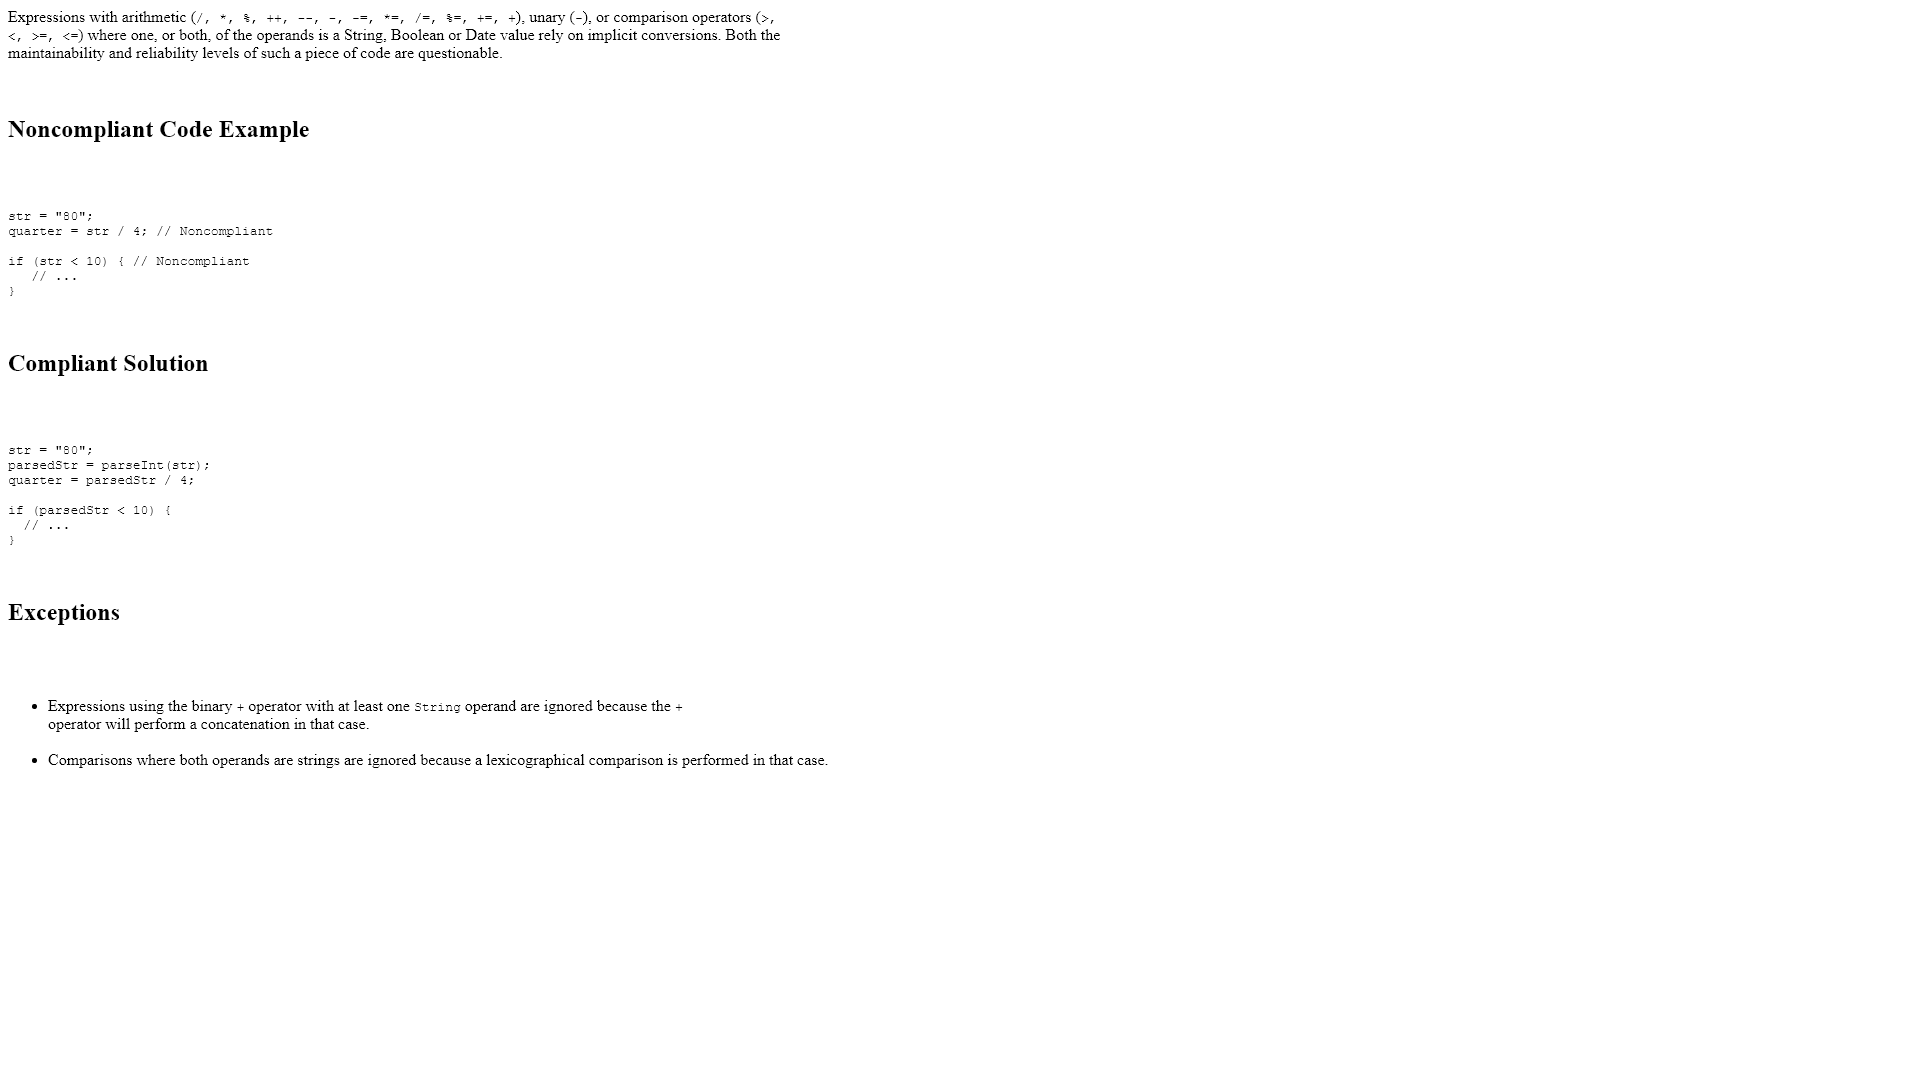 Expressions with arithmetic (/, *, %, ++, --, -, -=, *=, /=, %=, +=, +), unary (-), or comparison operators (>,
<, >=, <=) where one, or both, of the operands is a String, Boolean or Date value rely on implicit conversions. Both the
maintainability and reliability levels of such a piece of code are questionable.
Noncompliant Code Example
str = "80";
quarter = str / 4; // Noncompliant
if (str < 10) { // Noncompliant
   // ...
}
Compliant Solution
str = "80";
parsedStr = parseInt(str);
quarter = parsedStr / 4;
if (parsedStr < 10) {
  // ...
}
Exceptions
• Expressions using the binary + operator with at least one String operand are ignored because the +
operator will perform a concatenation in that case.
• Comparisons where both operands are strings are ignored because a lexicographical comparison is performed in that case.